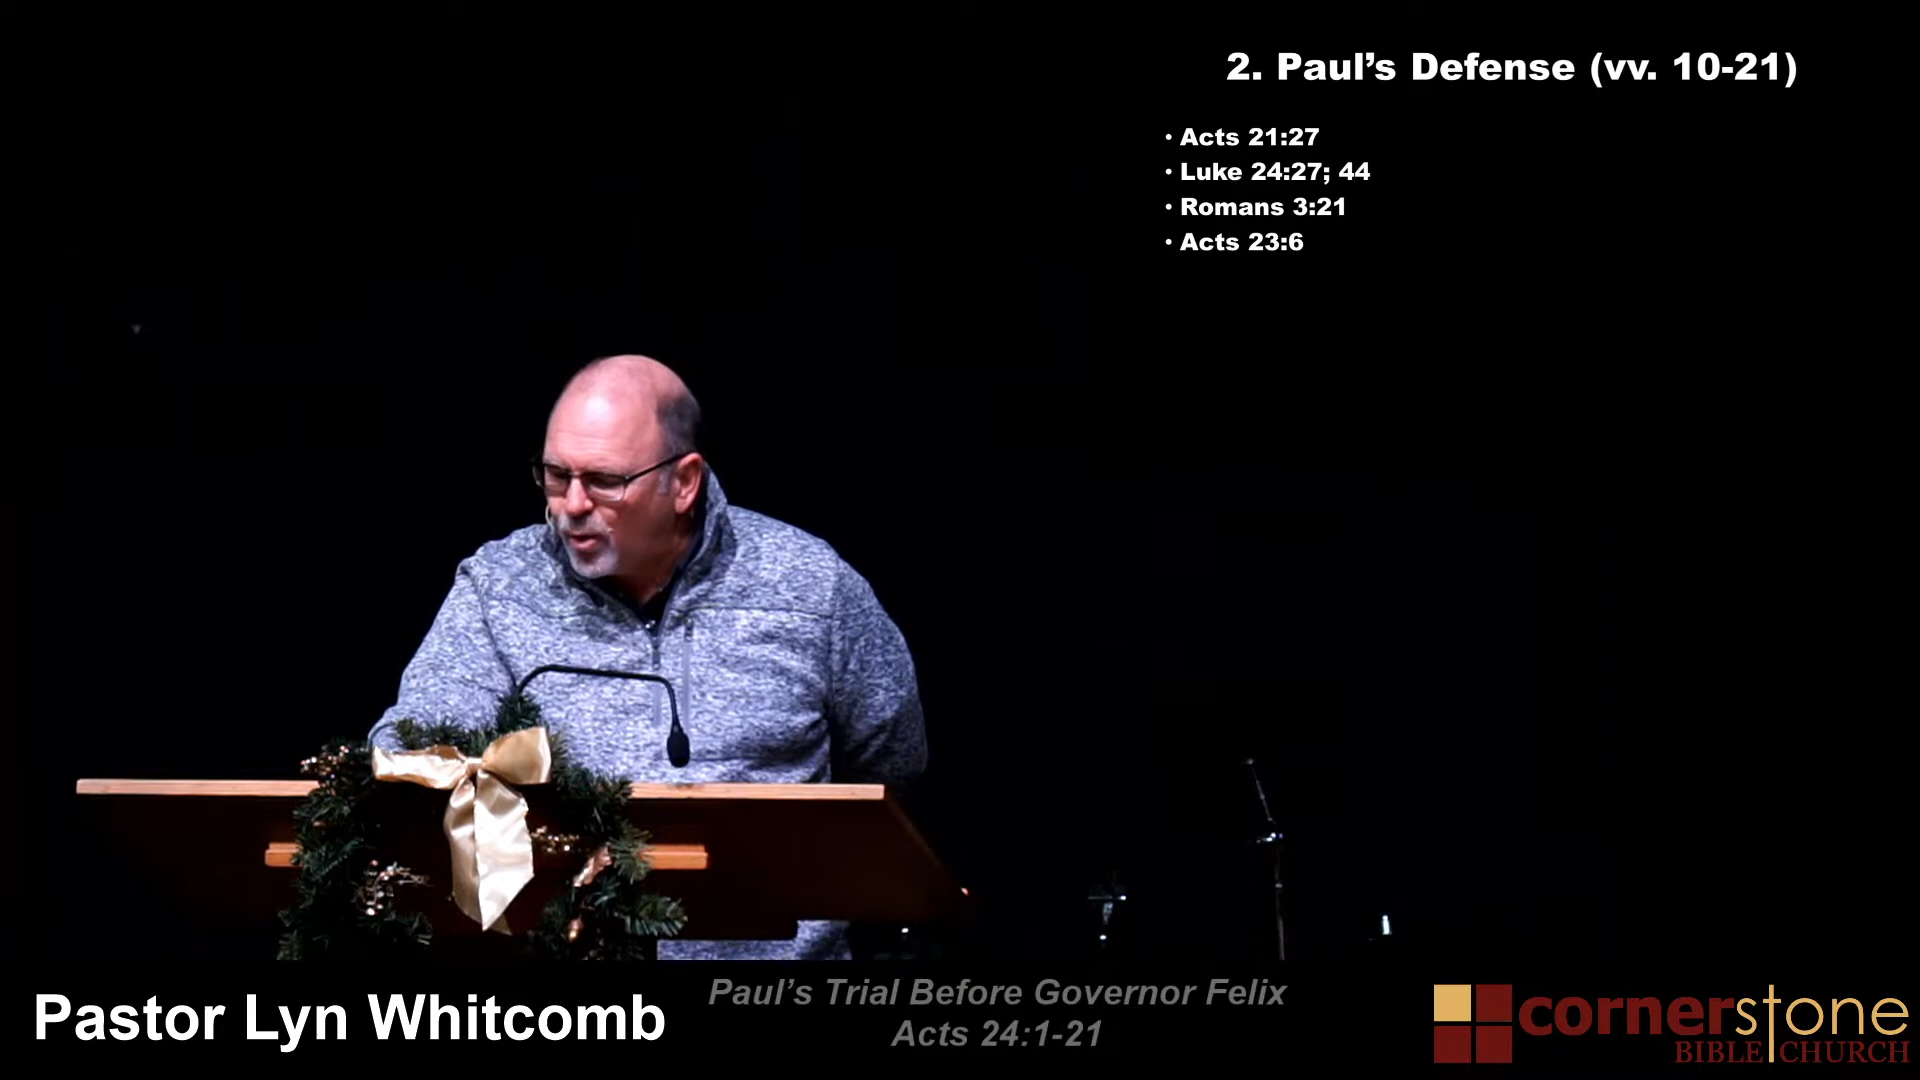 2. Paul’s Defense (vv. 10-21)
• Acts 21:27
• Luke 24:27; 44
• Romans 3:21
• Acts 23:6
Pastor Lyn Whitcomb
Paul’s Trial Before Governor Felix
Acts 24:1-21
cornerstone
BIBLE CHURCH